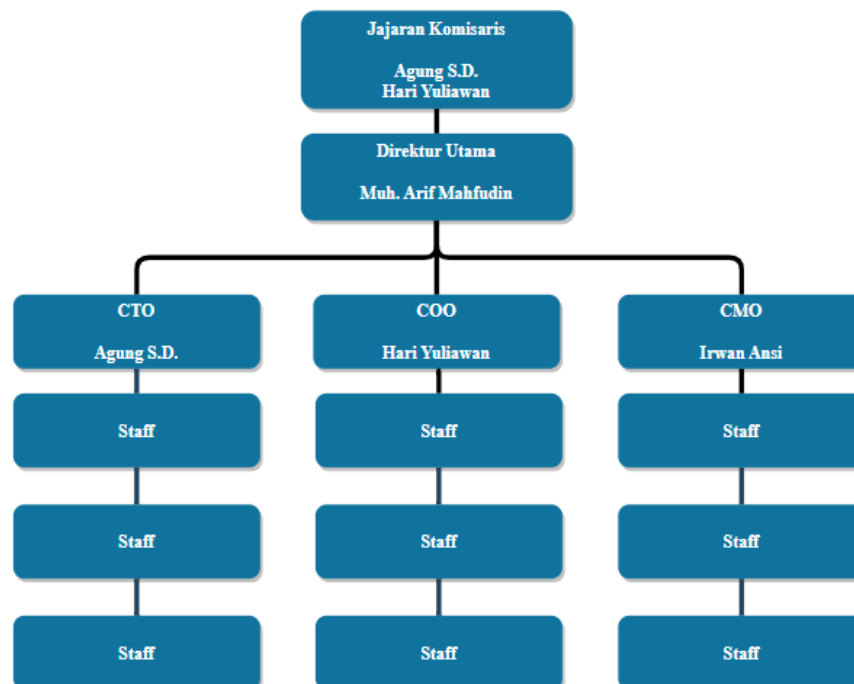 Jajaran Komisaris
Agung S.D.
Hari Yuliawan
Direktur Utama
Muh. Arif Mahfudin
CTO
Agung S.D.
COO
Hari Yuliawan
CMO
Irwan Ansi
Staff
Staff
Staff
Staff
Staff
Staff
Staff
Staff
Staff